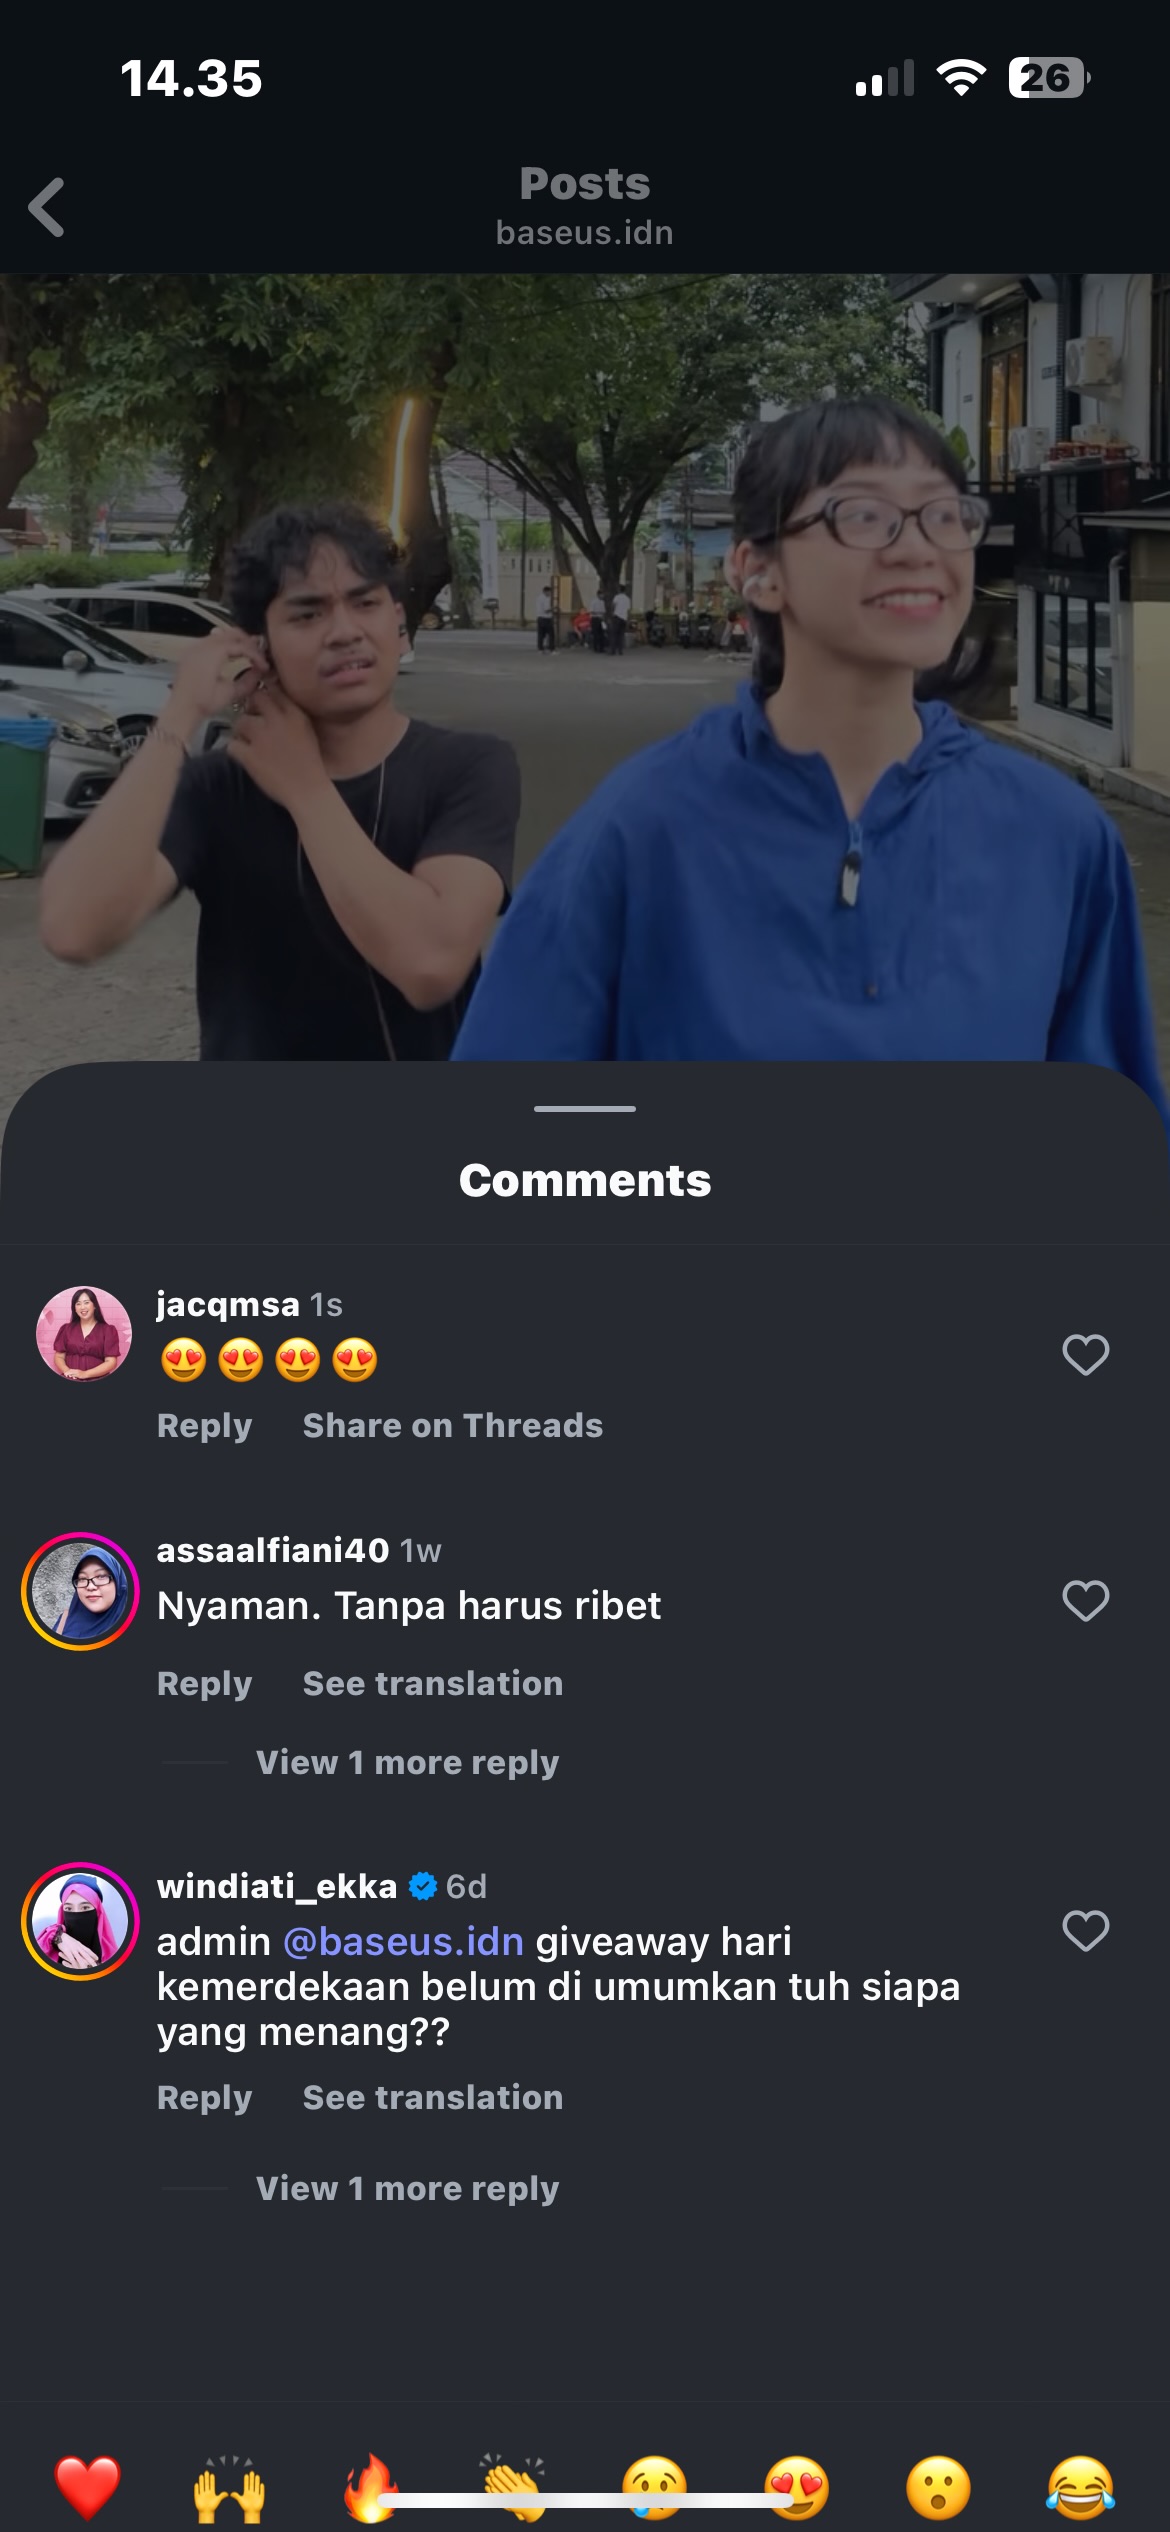 14.35
26
Posts
baseus.idn
Comments
jacqmsa 1s
😍😍😍😍
Reply Share on Threads
assaalfiani40 1w
Nyaman. Tanpa harus ribet
Reply See translation
View 1 more reply
windiati_ekka 6d
admin @baseus.idn giveaway hari
kemerdekaan belum di umumkan tuh siapa
yang menang??
Reply See translation
View 1 more reply
❤️🙌🔥👏😢😍😮😂